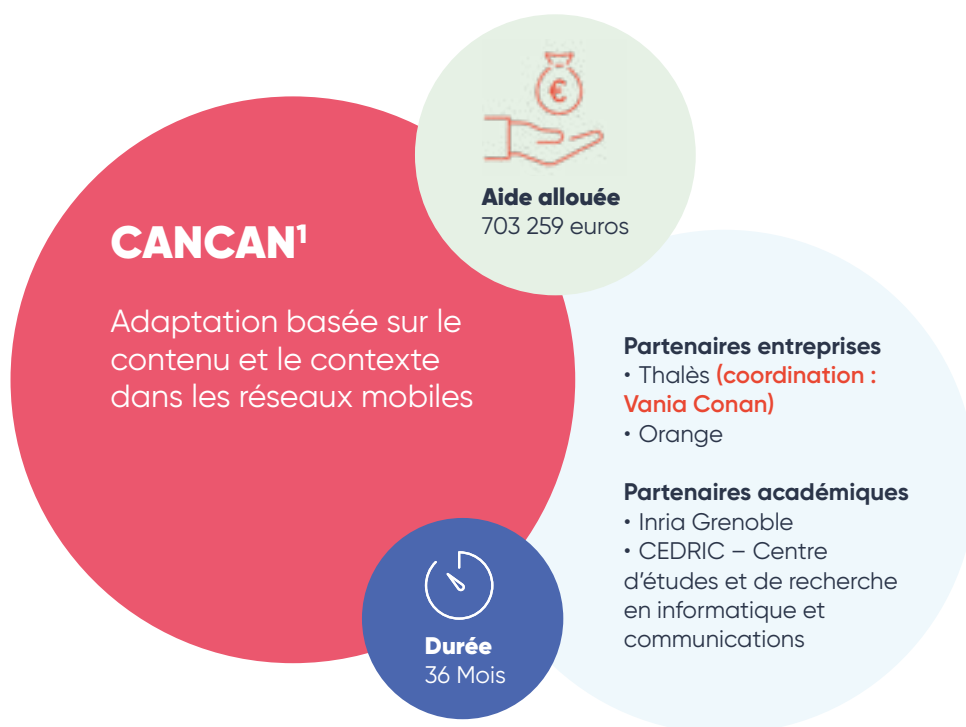 CANCAN¹
Adaptation basée sur le
contenu et le contexte
dans les réseaux mobiles
€
Aide allouée
703 259 euros
Partenaires entreprises
• Thalès (coordination :
Vania Conan)
• Orange
Partenaires académiques
• Inria Grenoble
• CEDRIC – Centre
d'études et de recherche
en informatique et
communications
Durée
36 Mois